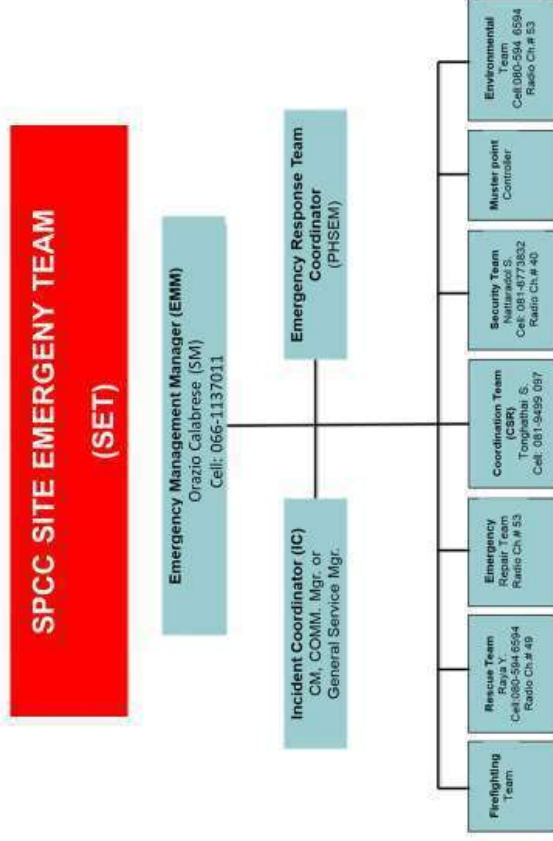 SPCC SITE EMERGENY TEAM
(SET)
Emergency Management Manager (EMM)
Orazio Calabrese (SM)
Cell: 066-1137011
Incident Coordinator (IC)
CM, COMM. Mgr. or
General Service Mgr.
Emergency Response Team
Coordinator
(PHSEM)
Firefighting
Team
Rescue Team
Raya Y.
Cell:080-594 6594
Radio Ch.# 49
Emergency
Repair Team
Radio Ch.# 53
Coordination Team
(CSR)
Tonghathai S.
Cell: 081-9499 097
Security Team
Nattaradol S.
Cell: 081-8773832
Radio Ch.# 40
Muster point
Controller
Environmental
Team
Cell:080-594 6594
Radio Ch.# 53